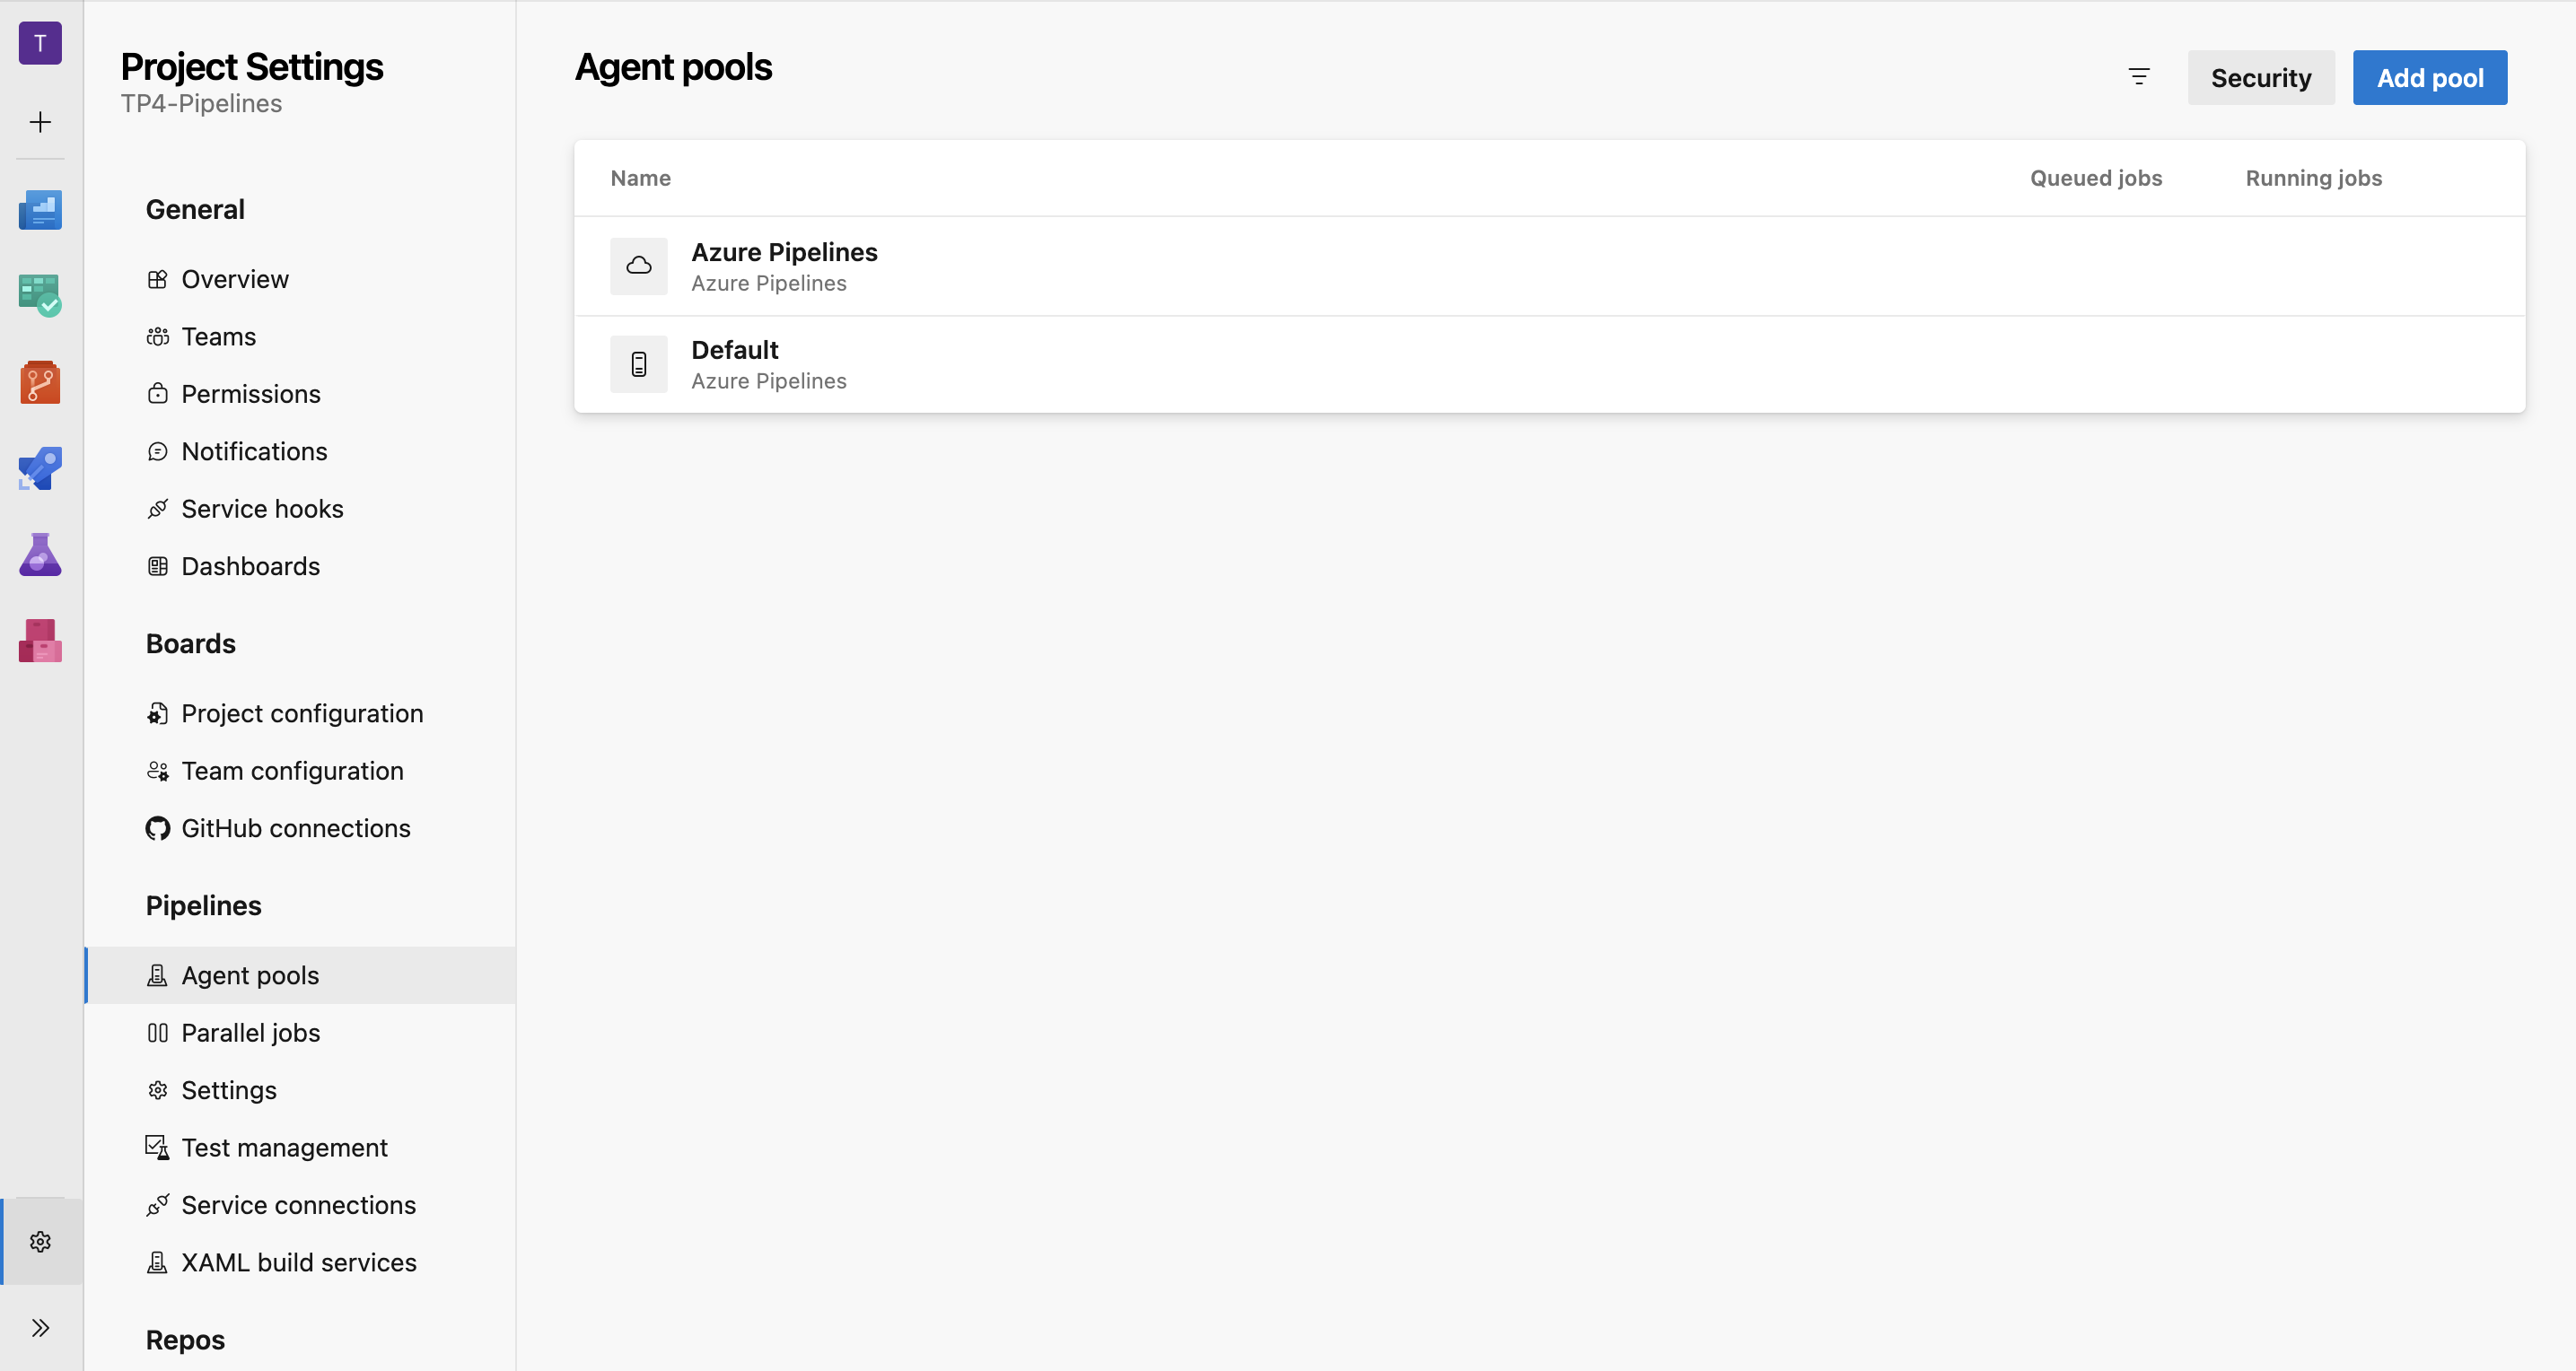 T
Project Settings
TP4-Pipelines
General
Overview
Teams
Permissions
Notifications
Service hooks
Dashboards
Boards
Project configuration
Team configuration
GitHub connections
Pipelines
Agent pools
Parallel jobs
Settings
Test management
Service connections
XAML build services
Repos
Agent pools
Security
Add pool
Name Queued jobs Running jobs
Azure Pipelines
Azure Pipelines
Default
Azure Pipelines